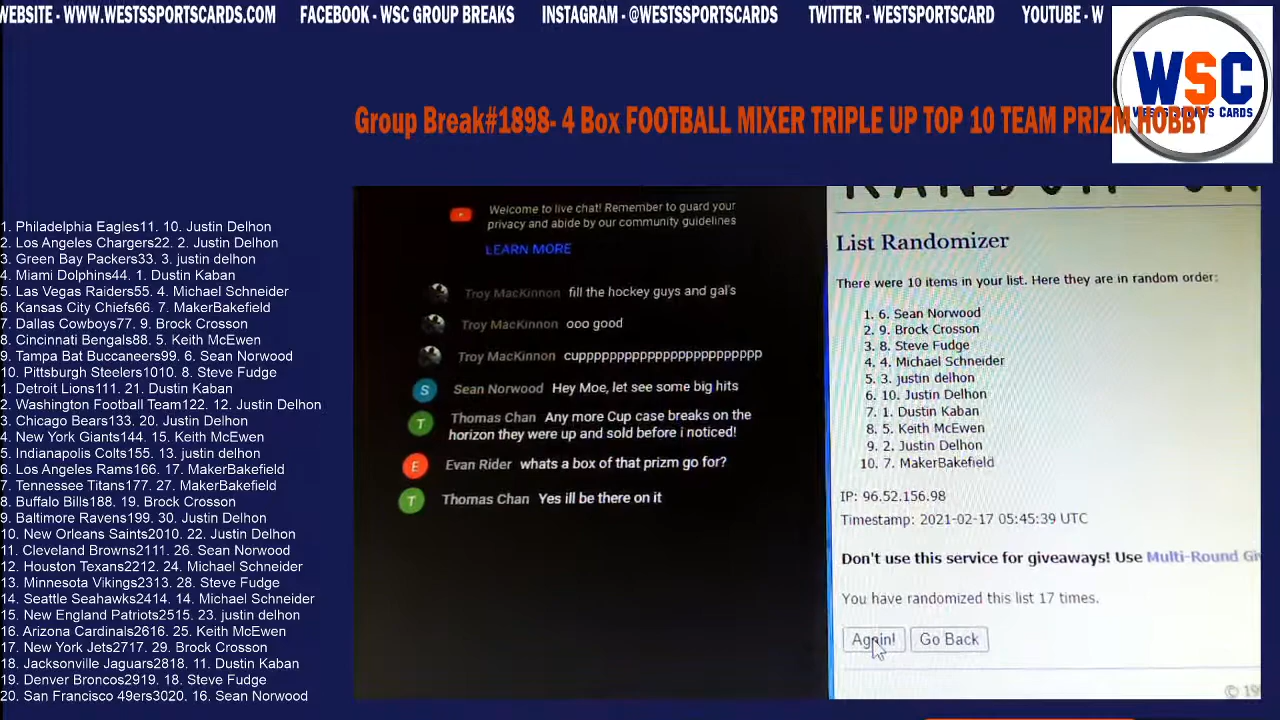 WEBSITE - WWW.WESTSSPORTSCARDS.COM FACEBOOK - WSC GROUP BREAKS INSTAGRAM - @WESTSSPORTSCARDS TWITTER - WESTSPORTSCARD YOUTUBE - W
WSC
WESTS SPORTS CARDS
Group Break#1898- 4 Box FOOTBALL MIXER TRIPLE UP TOP 10 TEAM PRIZM HOBBY
1. Philadelphia Eagles11. 10. Justin Delhon
2. Los Angeles Chargers22. 2. Justin Delhon
3. Green Bay Packers33. 3. justin delhon
4. Miami Dolphins44. 1. Dustin Kaban
5. Las Vegas Raiders55. 4. Michael Schneider
6. Kansas City Chiefs66. 7. MakerBakefield
7. Dallas Cowboys77. 9. Brock Crosson
8. Cincinnati Bengals88. 5. Keith McEwen
9. Tampa Bat Buccaneers99. 6. Sean Norwood
10. Pittsburgh Steelers1010. 8. Steve Fudge
1. Detroit Lions111. 21. Dustin Kaban
2. Washington Football Team122. 12. Justin Delhon
3. Chicago Bears133. 20. Justin Delhon
4. New York Giants144. 15. Keith McEwen
5. Indianapolis Colts155. 13. justin delhon
6. Los Angeles Rams166. 17. MakerBakefield
7. Tennessee Titans177. 27. MakerBakefield
8. Buffalo Bills188. 19. Brock Crosson
9. Baltimore Ravens199. 30. Justin Delhon
10. New Orleans Saints2010. 22. Justin Delhon
11. Cleveland Browns2111. 26. Sean Norwood
12. Houston Texans2212. 24. Michael Schneider
13. Minnesota Vikings2313. 28. Steve Fudge
14. Seattle Seahawks2414. 14. Michael Schneider
15. New England Patriots2515. 23. justin delhon
16. Arizona Cardinals2616. 25. Keith McEwen
17. New York Jets2717. 29. Brock Crosson
18. Jacksonville Jaguars2818. 11. Dustin Kaban
19. Denver Broncos2919. 18. Steve Fudge
20. San Francisco 49ers3020. 16. Sean Norwood
Welcome to live chat! Remember to guard your
privacy and abide by our community guidelines
LEARN MORE
Troy MacKinnon fill the hockey guys and gal's
Troy MacKinnon ooo good
Troy MacKinnon cupppppppppppppppppppppppp
S Sean Norwood Hey Moe, let see some big hits
T Thomas Chan Any more Cup case breaks on the
horizon they were up and sold before i noticed!
E Evan Rider whats a box of that prizm go for?
T Thomas Chan Yes ill be there on it
List Randomizer
There were 10 items in your list. Here they are in random order:
1. 6. Sean Norwood
2. 9. Brock Crosson
3. 8. Steve Fudge
4. 4. Michael Schneider
5. 3. justin delhon
6. 10. Justin Delhon
7. 1. Dustin Kaban
8. 5. Keith McEwen
9. 2. Justin Delhon
10. 7. MakerBakefield
IP: 96.52.156.98
Timestamp: 2021-02-17 05:45:39 UTC
Don't use this service for giveaways! Use Multi-Round Gi
You have randomized this list 17 times.
Again! Go Back